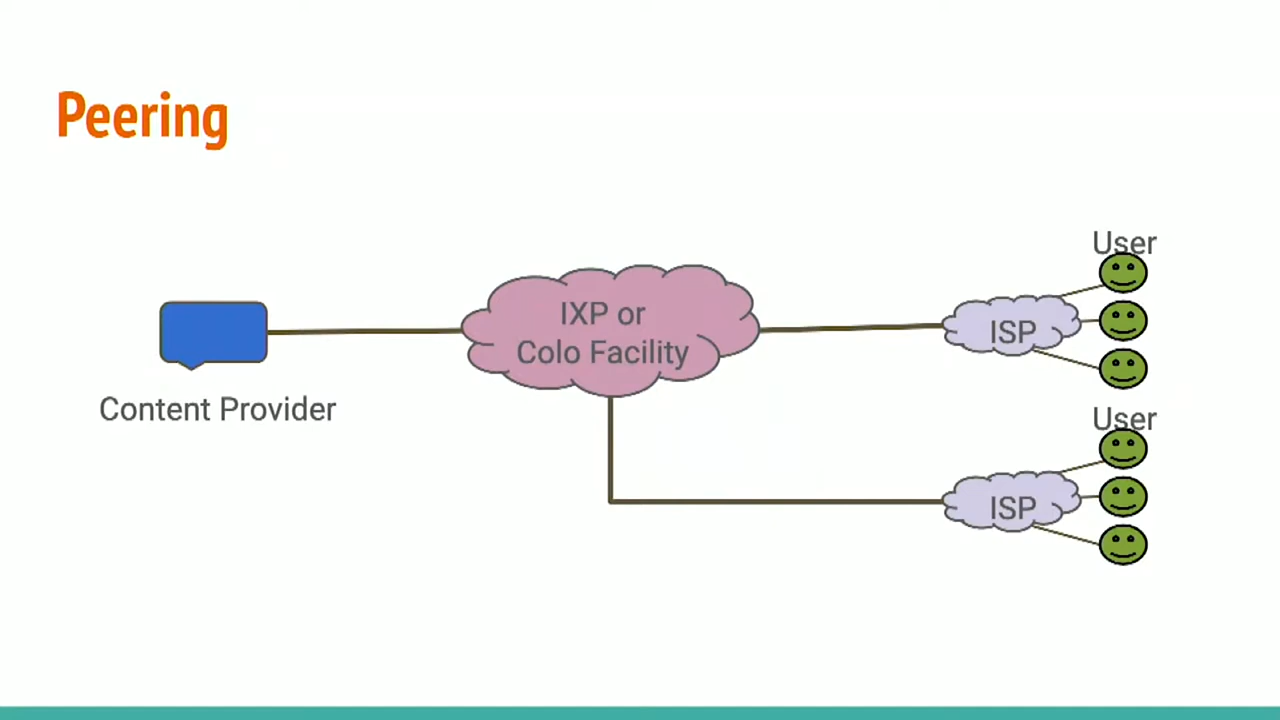 Peering
Content Provider
IXP or
Colo Facility
ISP
User
ISP
User